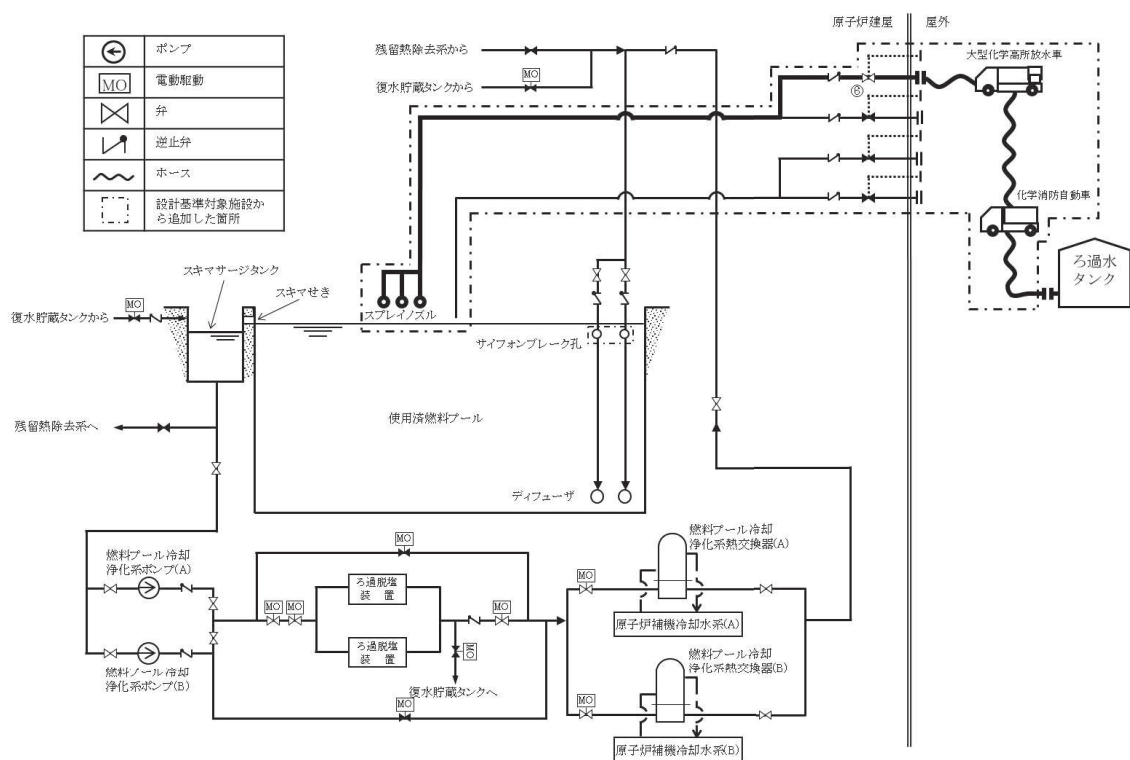 ポンプ
MO
電動駆動
弁
逆止弁
ホース
設計基準対象施設か
ら追加した箇所
残留熱除去系から
MO
復水貯蔵タンクから
原子炉建屋
屋外
大型化学高所放水車
⑥
化学消防自動車
ろ過水
タンク
スキマサージタンク
スキマせき
MO
復水貯蔵タンクから
スプレイノズル
サイフォンブレーク孔
残留熱除去系へ
使用済燃料プール
ディフューザ
燃料プール冷却
浄化系ポンプ(A)
燃料プール冷却
浄化系ポンプ(B)
MO
MO
MO
ろ過脱塩
装 置
ろ過脱塩
装 置
MO
MO
復水貯蔵タンクへ
MO
MO
燃料プール冷却
浄化系熱交換器(A)
原子炉補機冷却水系(A)
MO
燃料プール冷却
浄化系熱交換器(B)
原子炉補機冷却水系(B)